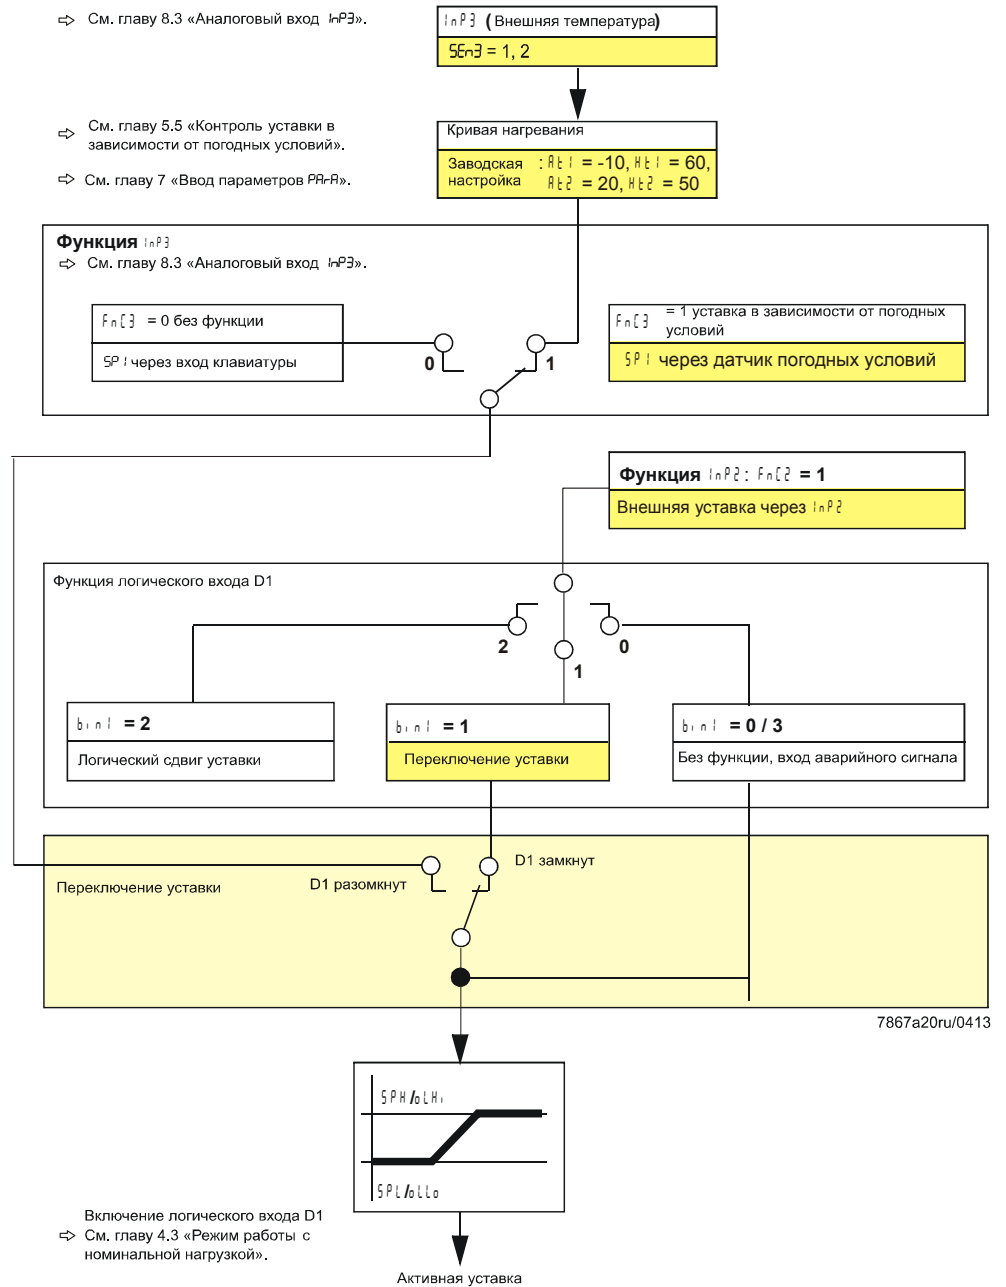 ⇨ См. главу 8.3 «Аналоговый вход InP3».
InP3 (Внешняя температура)
SEn3 = 1, 2
⇨ См. главу 5.5 «Контроль уставки в
зависимости от погодных условий».
⇨ См. главу 7 «Ввод параметров PArA».
Кривая нагревания
Заводская : At1 = -10, Ht1 = 60,
настройка At2 = 20, Ht2 = 50
Функция InP3
⇨ См. главу 8.3 «Аналоговый вход InP3».
FnC3 = 0 без функции
SP1 через вход клавиатуры
0
1
FnC3 = 1 уставка в зависимости от погодных
условий
SP1 через датчик погодных условий
Функция InP2: FnC2 = 1
Внешняя уставка через InP2
Функция логического входа D1
2
1
0
bin1 = 2
Логический сдвиг уставки
bin1 = 1
Переключение уставки
bin1 = 0 / 3
Без функции, вход аварийного сигнала
Переключение уставки
D1 разомкнут
D1 замкнут
7867a20ru/0413
SPH/oLHi
SPL/oLLo
Включение логического входа D1
⇨ См. главу 4.3 «Режим работы с
номинальной нагрузкой».
Активная уставка